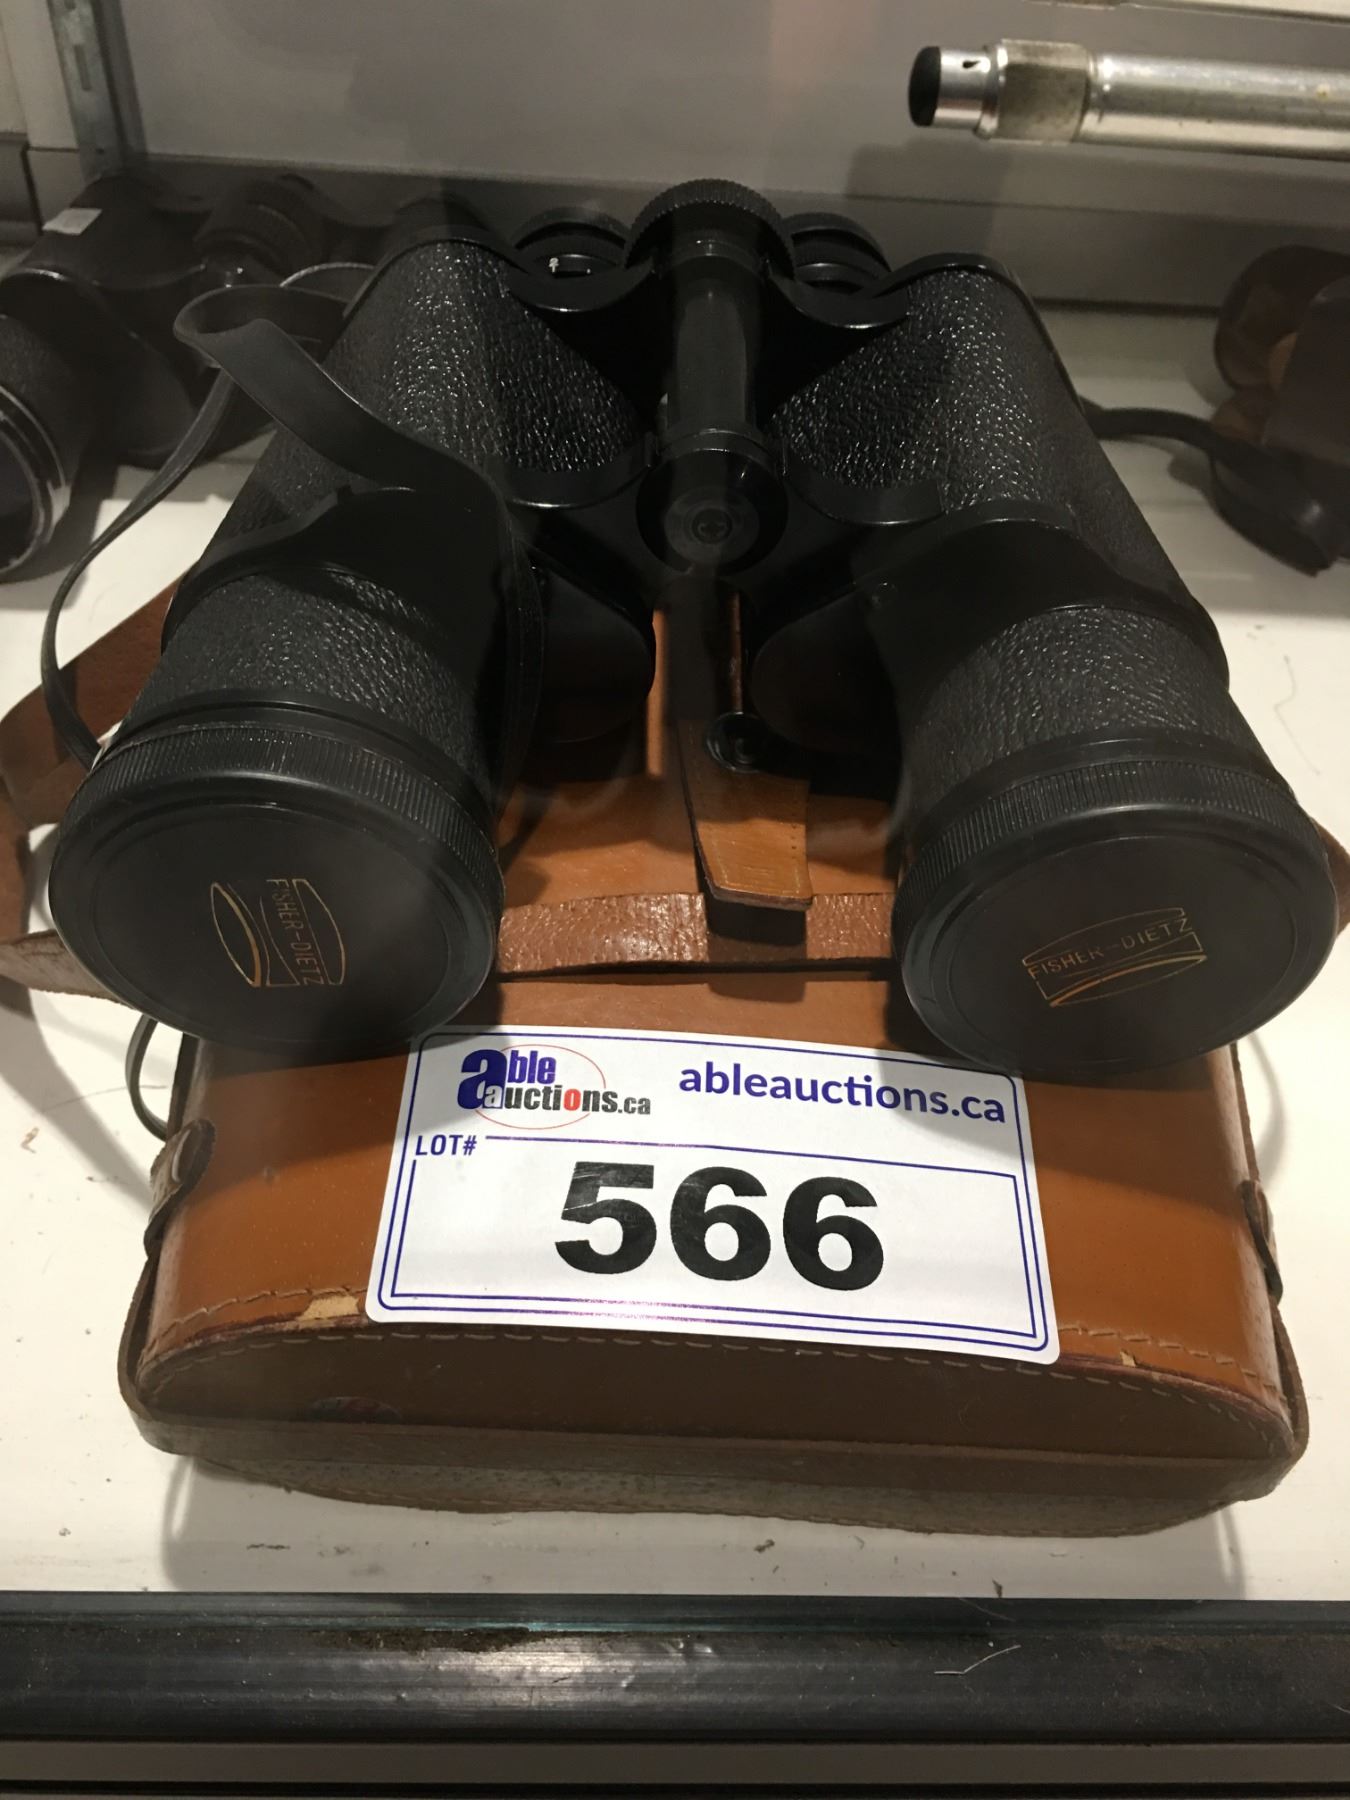 FISHER-DIETZ
FISHER-DIETZ
able auctions.ca
ableauctions.ca
LOT#
566